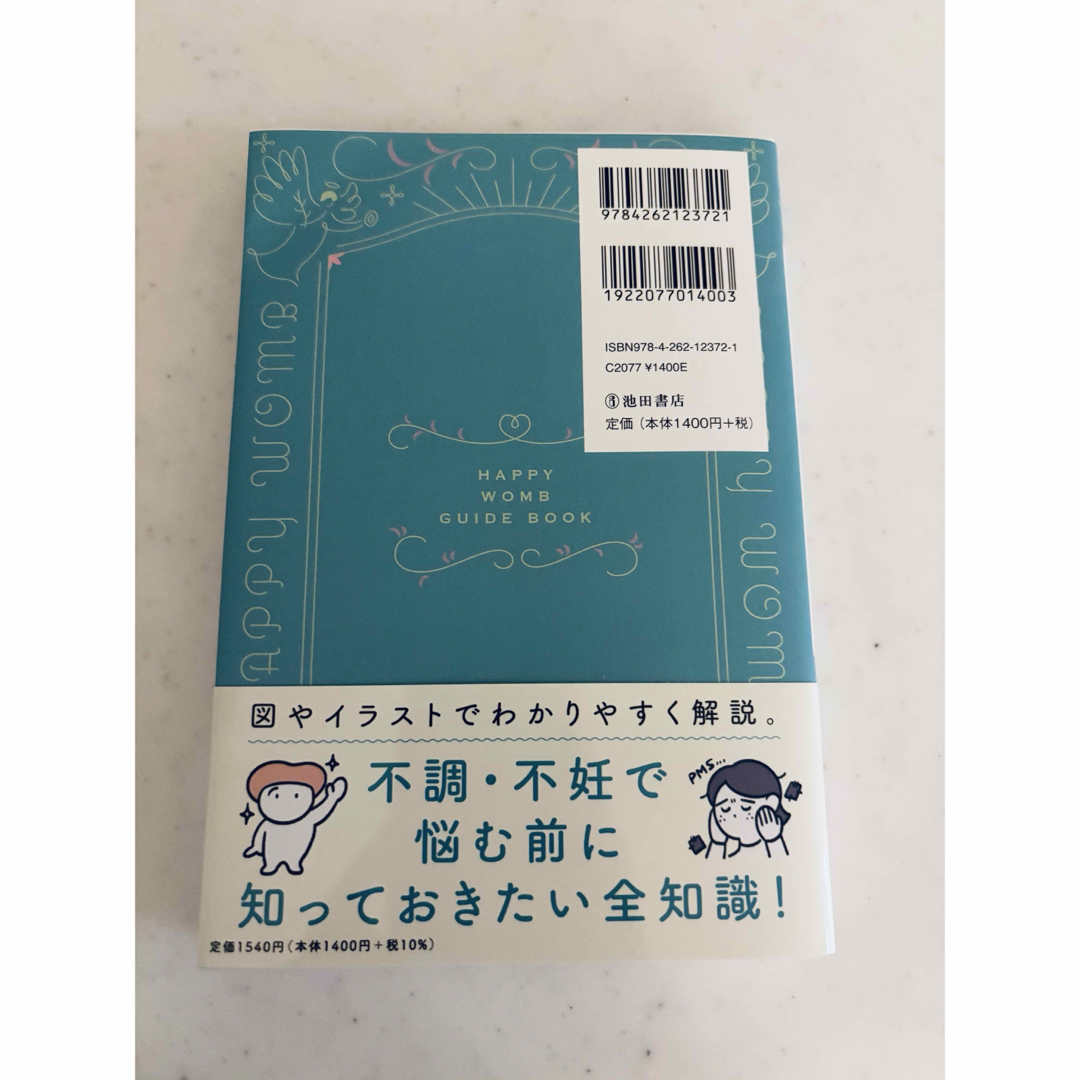 9784262123721
1922077014003
ISBN978-4-262-12372-1
C2077 ¥1400E
池田書店
定価(本体1400円+税)
APPY WOMB
HAPPY
WOMB
GUIDE BOOK
Y WOM
図やイラストでわかりやすく解説。
PMS...
不調・不妊で
悩む前に
知っておきたい全知識!
定価1540円(本体1400円+税10%)